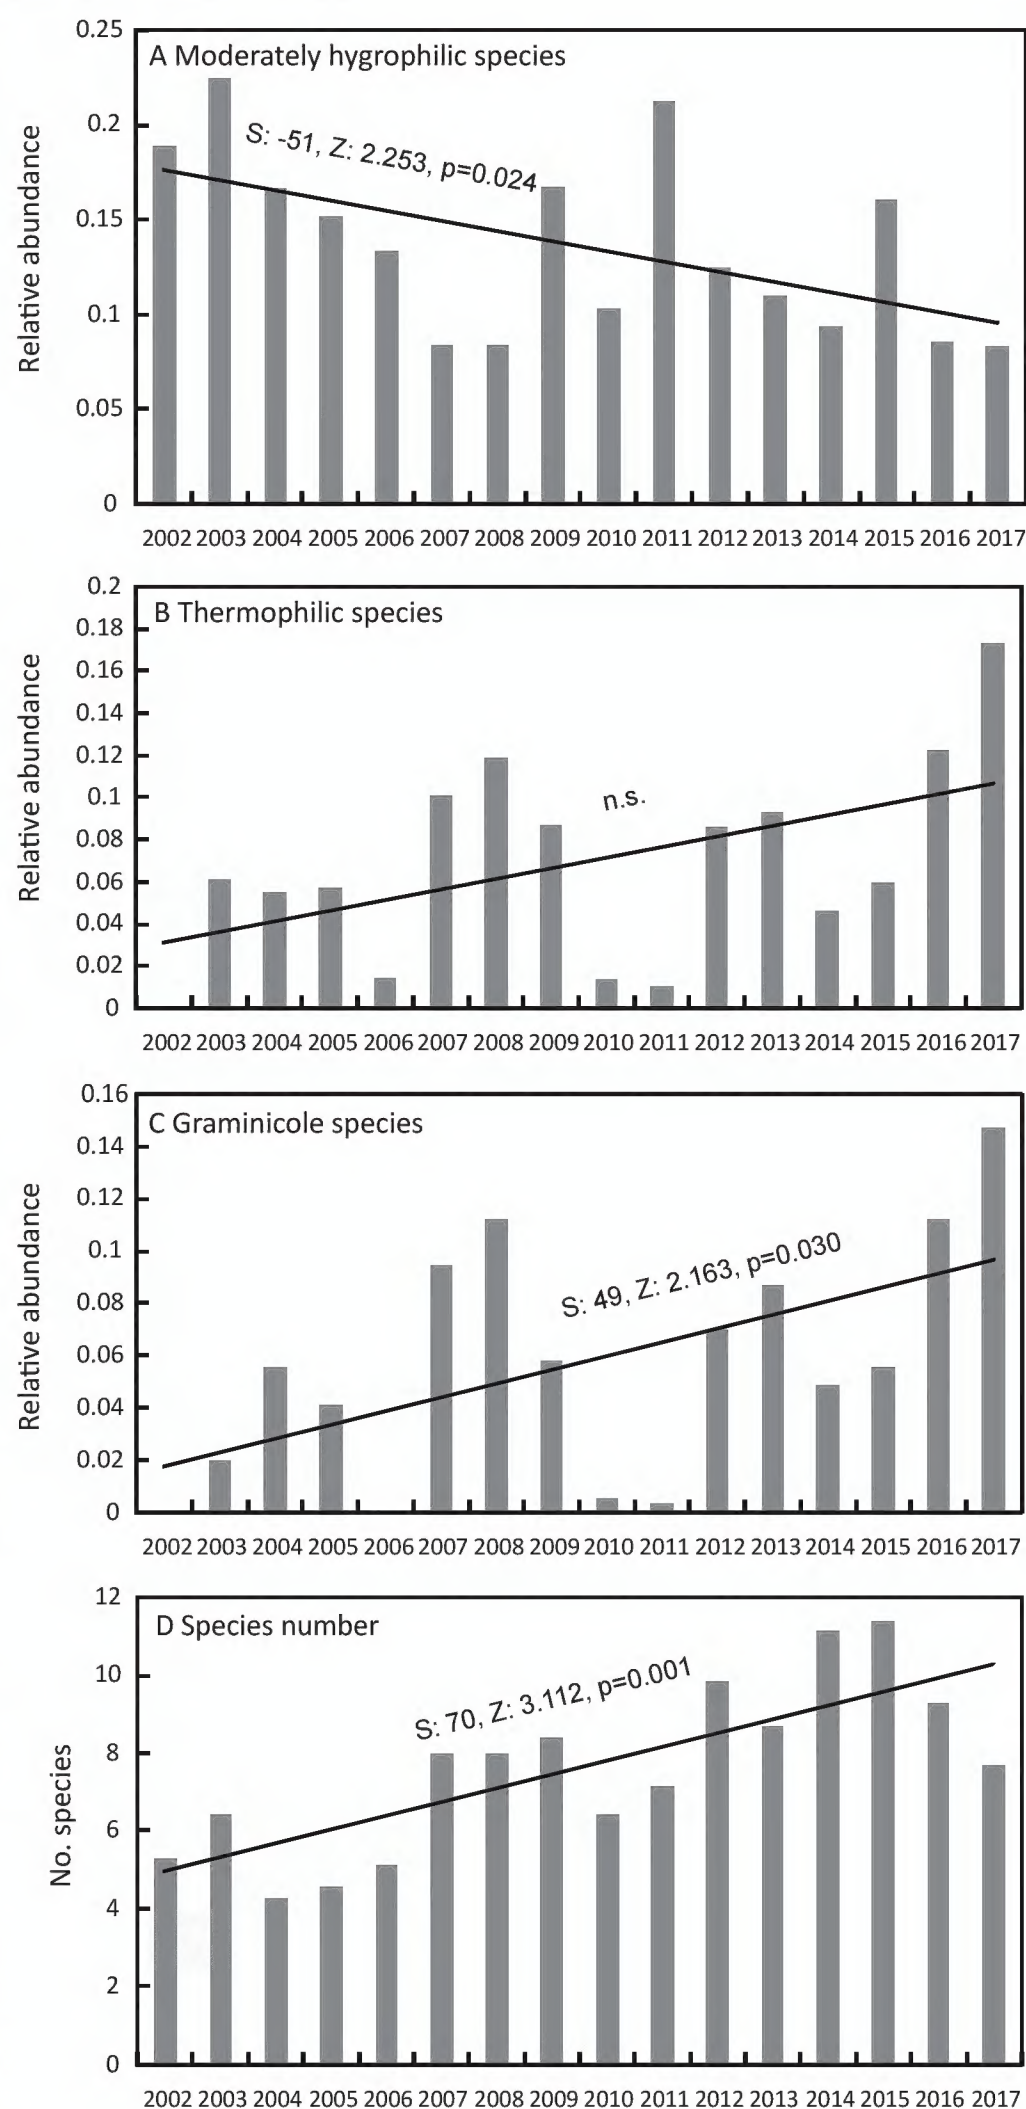 A Moderately hygrophilic species
S: -51, Z: 2.253, p=0.024
Relative abundance
0.25
0.2
0.15
0.1
0.05
0
2002 2003 2004 2005 2006 2007 2008 2009 2010 2011 2012 2013 2014 2015 2016 2017
B Thermophilic species
n.s.
Relative abundance
0.2
0.18
0.16
0.14
0.12
0.1
0.08
0.06
0.04
0.02
0
2002 2003 2004 2005 2006 2007 2008 2009 2010 2011 2012 2013 2014 2015 2016 2017
C Graminicole species
S: 49, Z: 2.163, p=0.030
Relative abundance
0.16
0.14
0.12
0.1
0.08
0.06
0.04
0.02
0
2002 2003 2004 2005 2006 2007 2008 2009 2010 2011 2012 2013 2014 2015 2016 2017
D Species number
S: 70, Z: 3.112, p=0.001
No. species
12
10
8
6
4
2
0
2002 2003 2004 2005 2006 2007 2008 2009 2010 2011 2012 2013 2014 2015 2016 2017